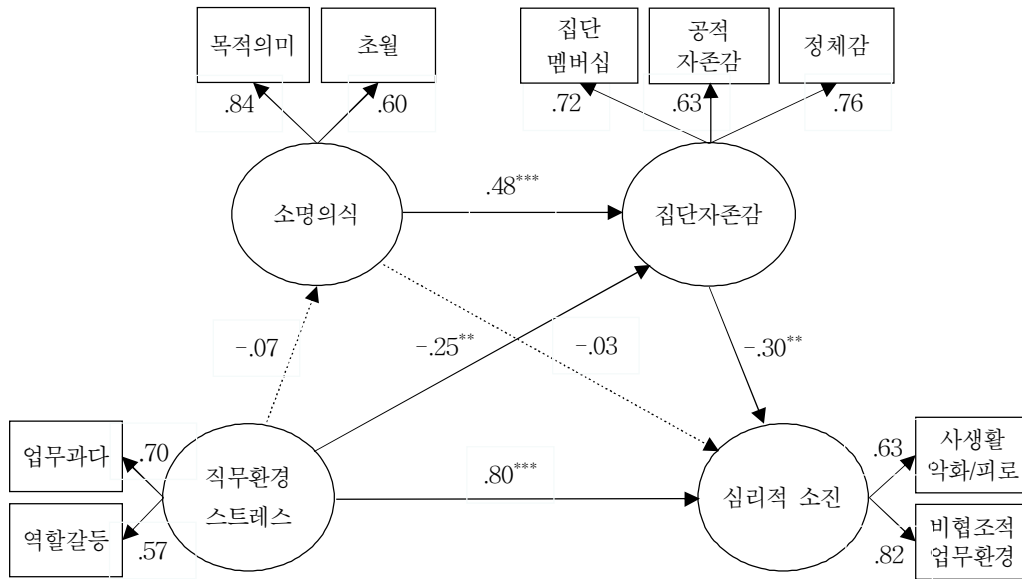 목적의미
초월
집단
멤버십
공적
자존감
정체감
.84
.60
.72
.63
.76
소명의식
.48***
집단자존감
-.07
-.25**
-.03
-.30**
업무과다
.70
직무환경
스트레스
.80***
심리적 소진
.63
사생활
악화/피로
역할갈등
.57
.82
비협조적
업무환경